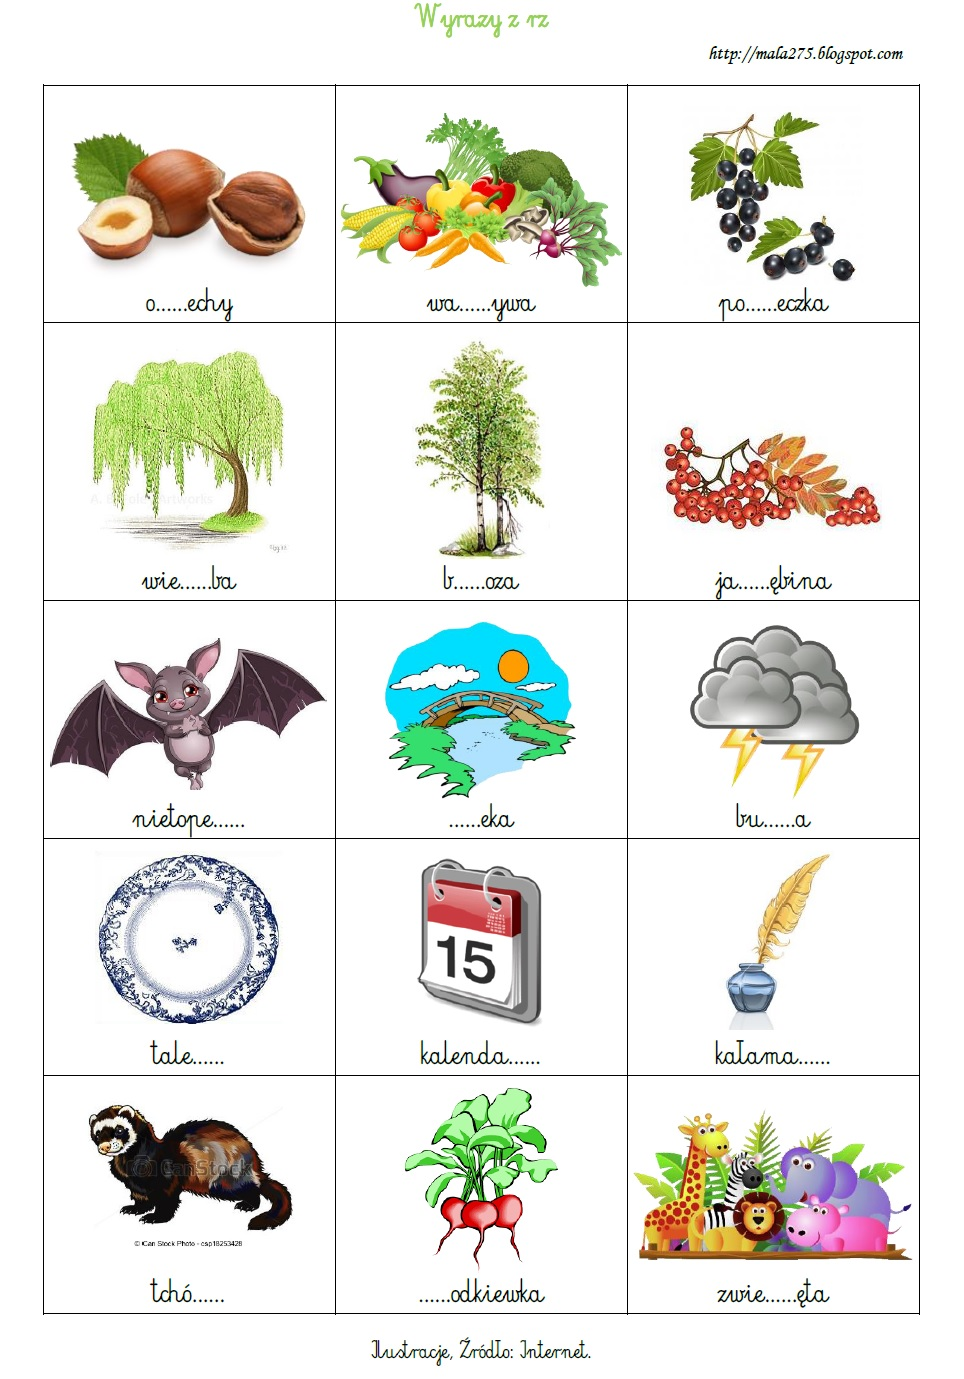 Wyrazy z rz
http://mala275.blogspot.com
o......echy
wa......ywa
po......eczka
wie......ba
b......oza
ja......ębina
nietope......
......eka
bu......a
15
tale......
kalenda......
kałama......
CanStock
© Can Stock Photo - csp18253428
tchó......
......odkiewka
zwie......ęta
Ilustracje, Źródło: Internet.